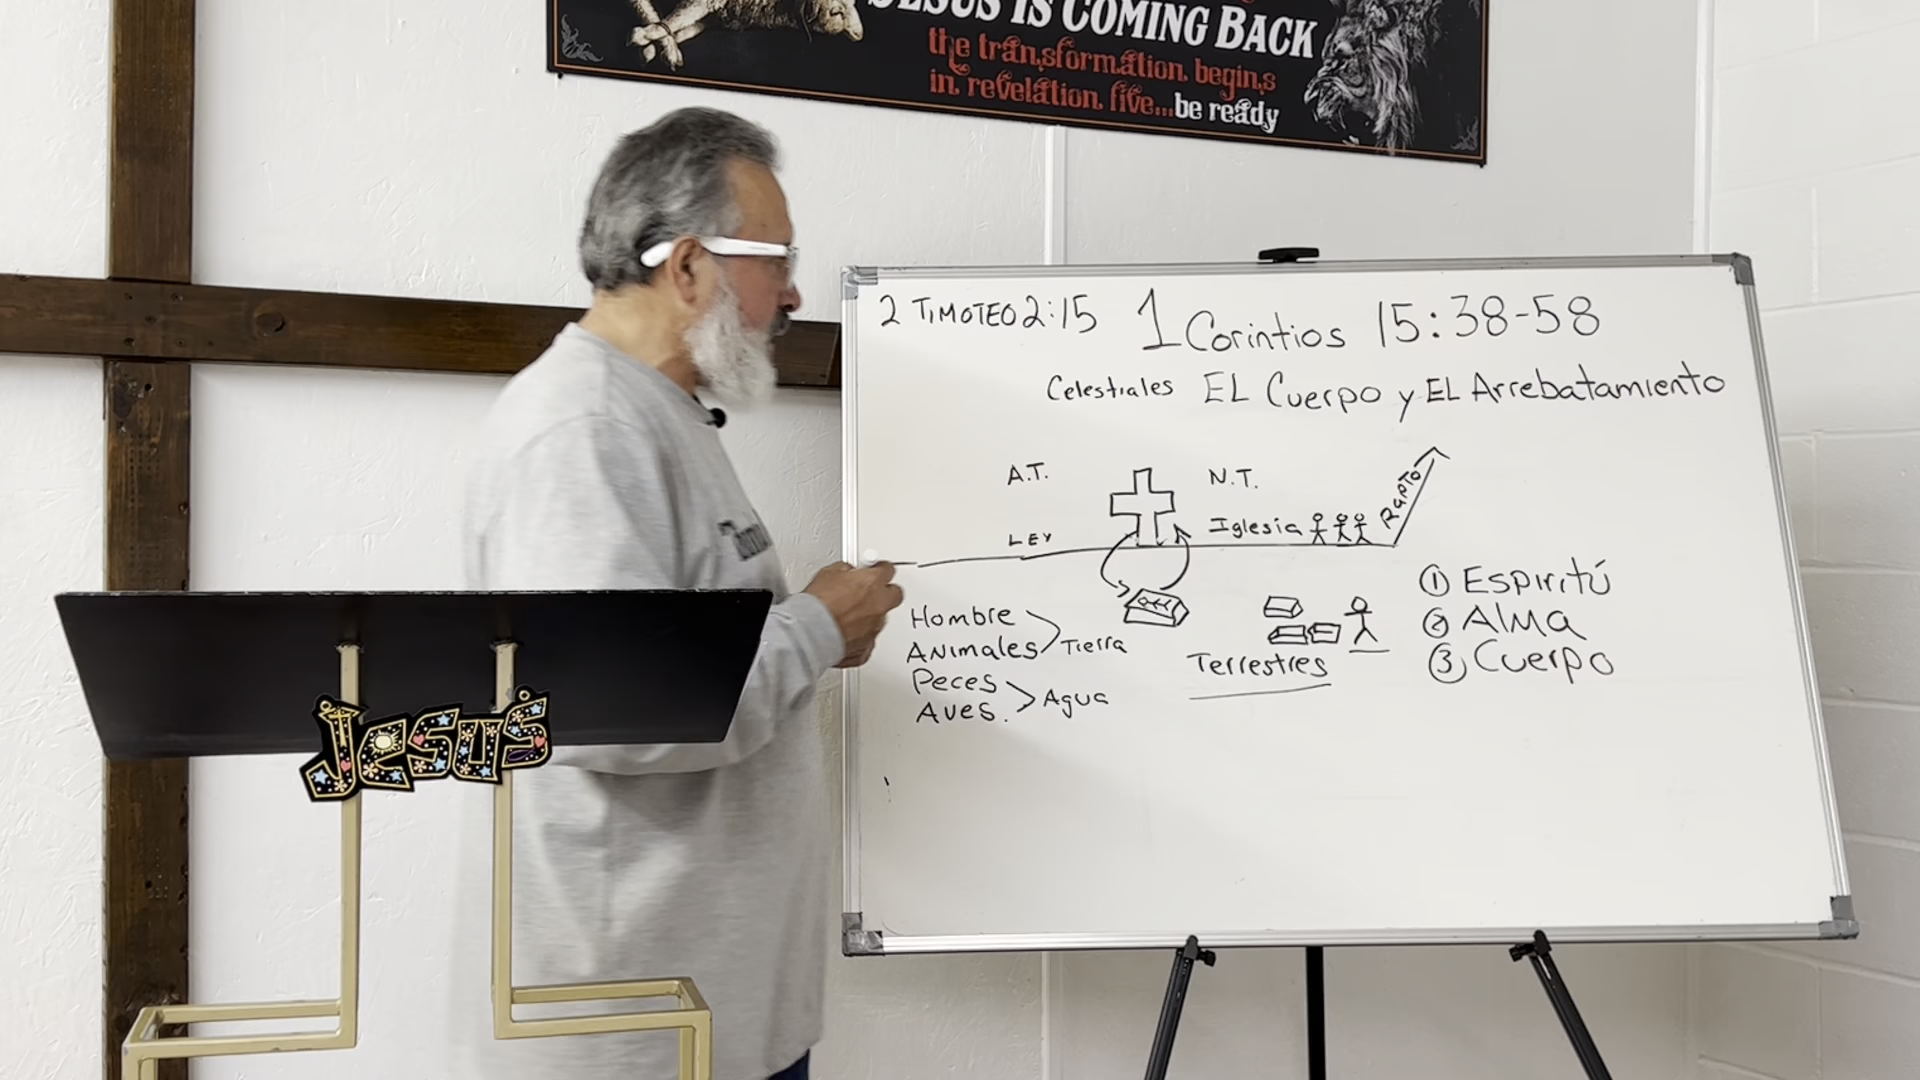 JESUS IS COMING BACK
the transformation begins
in revelation five...be ready
2 TIMOTEO 2:15 1 Corintios 15:38-58
Celestiales EL Cuerpo y EL Arrebatamiento
A.T. N.T.
LEY Iglesia RAPTO
Hombre
Animales Tierra
Peces
Aves. Agua
Terrestres
① Espiritú
② Alma
③ Cuerpo
Jesus